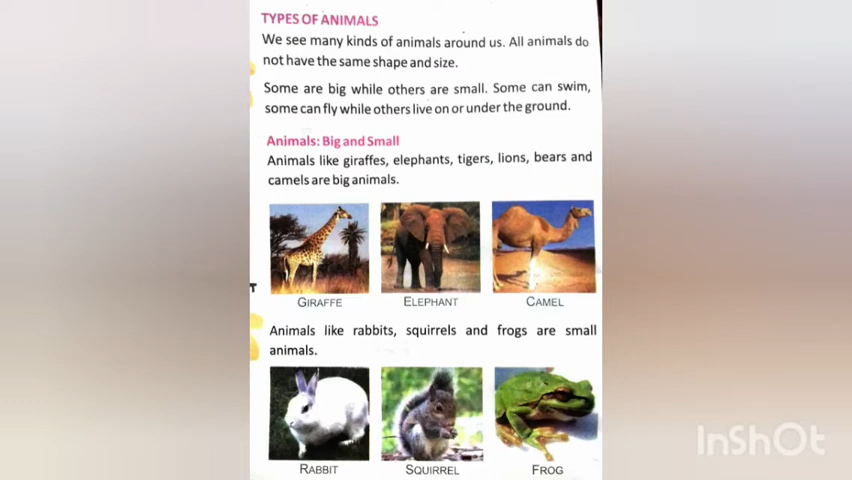 TYPES OF ANIMALS
We see many kinds of animals around us. All animals do
not have the same shape and size.
Some are big while others are small. Some can swim,
some can fly while others live on or under the ground.
Animals: Big and Small
Animals like giraffes, elephants, tigers, lions, bears and
camels are big animals.
GIRAFFE ELEPHANT CAMEL
Animals like rabbits, squirrels and frogs are small
animals.
RABBIT SQUIRREL FROG
InShOt